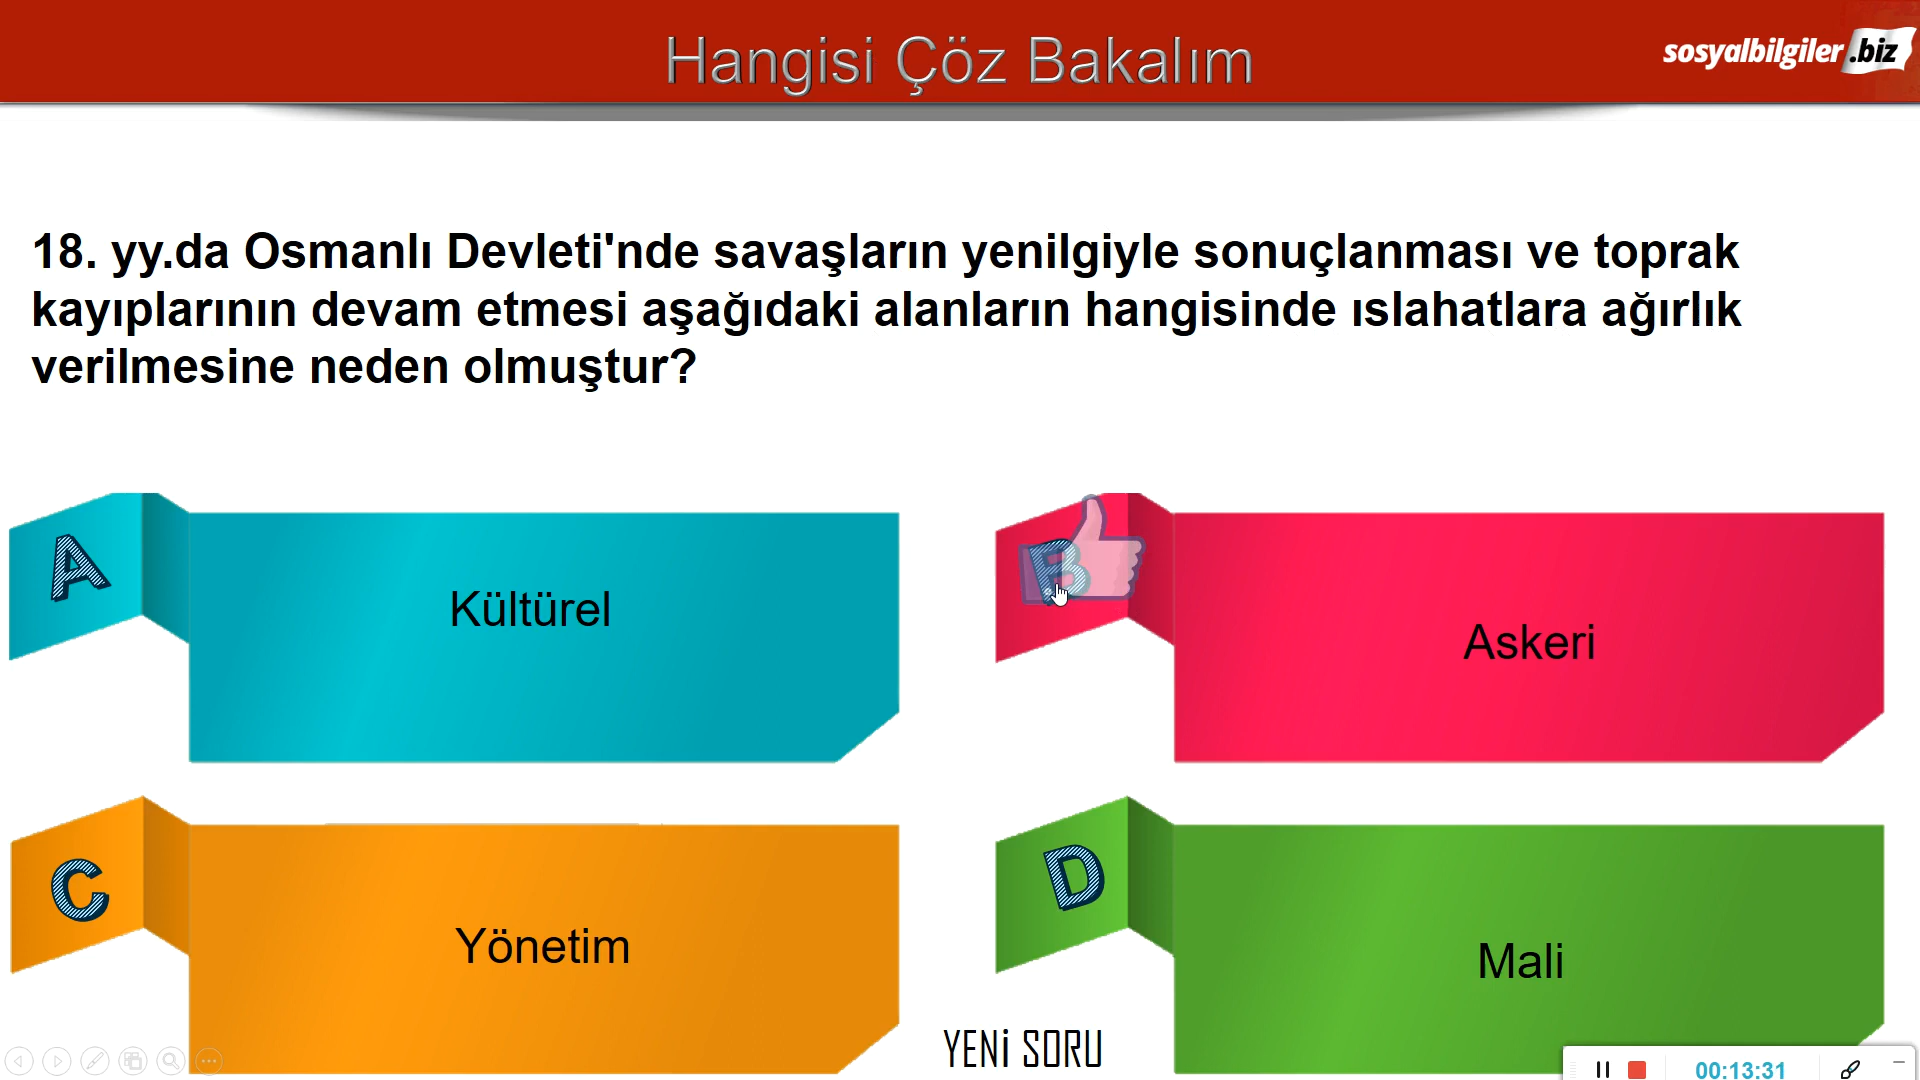 Hangisi Çöz Bakalım
sosyalbilgiler.biz
18. yy.da Osmanlı Devleti'nde savaşların yenilgiyle sonuçlanması ve toprak
kayıplarının devam etmesi aşağıdaki alanların hangisinde ıslahatlara ağırlık
verilmesine neden olmuştur?
A
Kültürel
B
Askeri
C
Yönetim
D
Mali
YENİ SORU
00:13:31